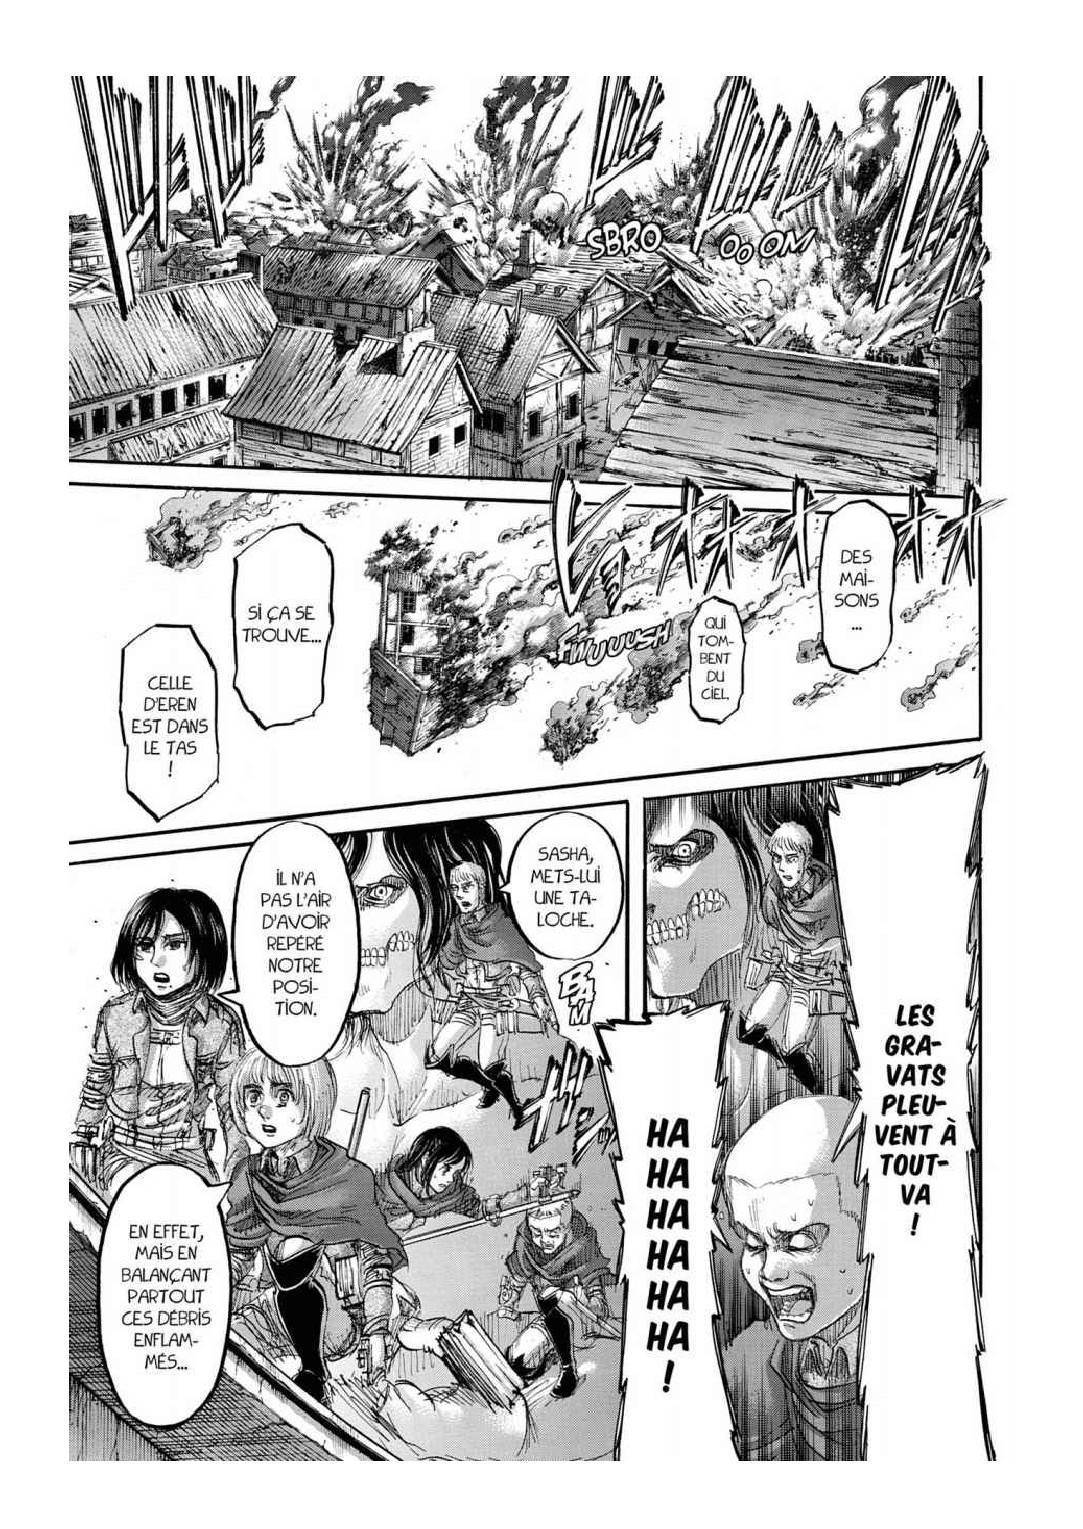 SBRO
OO OM
DES
MAI-
SONS
...
QUI
TOM-
BENT
DU
CIEL.
FWUUUSH
SI ÇA SE
TROUVE...
CELLE
D'EREN
EST DANS
LE TAS
!
LES
GRA-
VATS
PLEU-
VENT À
TOUT-
VA
!
HA
HA
HA
HA
HA
HA
!
SASHA,
METS-LUI
UNE TA-
LOCHE.
BAM
IL N'A
PAS L'AIR
D'AVOIR
REPÉRÉ
NOTRE
POSI-
TION.
EN EFFET,
MAIS EN
BALANÇANT
PARTOUT
CES DÉBRIS
ENFLAM-
MÉS...